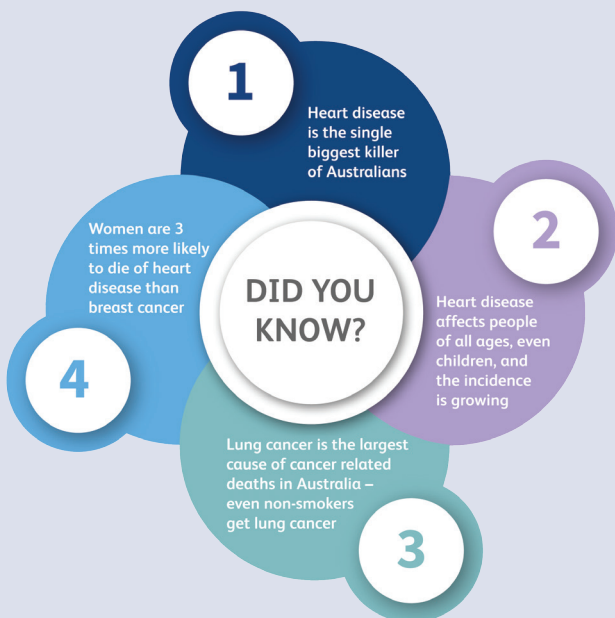 DID YOU
KNOW?
1
Heart disease
is the single
biggest killer
of Australians
2
Heart disease
affects people
of all ages, even
children, and
the incidence
is growing
Lung cancer is the largest
cause of cancer related
deaths in Australia –
even non-smokers
get lung cancer
3
Women are 3
times more likely
to die of heart
disease than
breast cancer
4